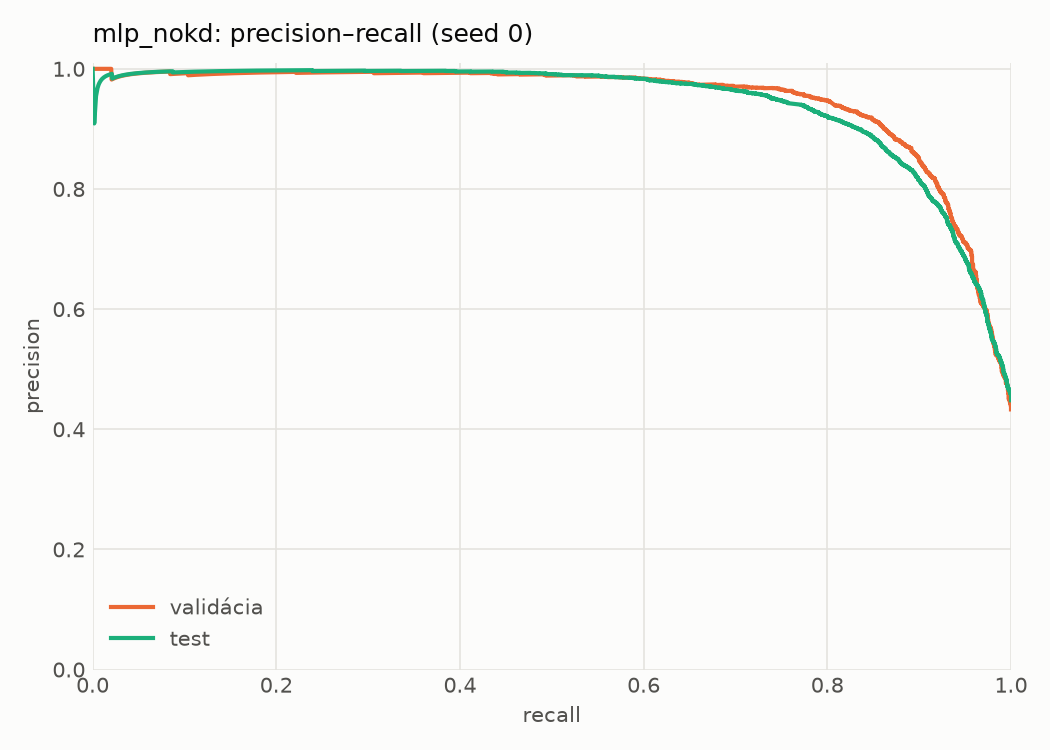 mlp_nokd: precision–recall (seed 0)
1.0
0.8
0.6
0.4
0.2
0.0
precision
validácia
test
0.0 0.2 0.4 0.6 0.8 1.0
recall